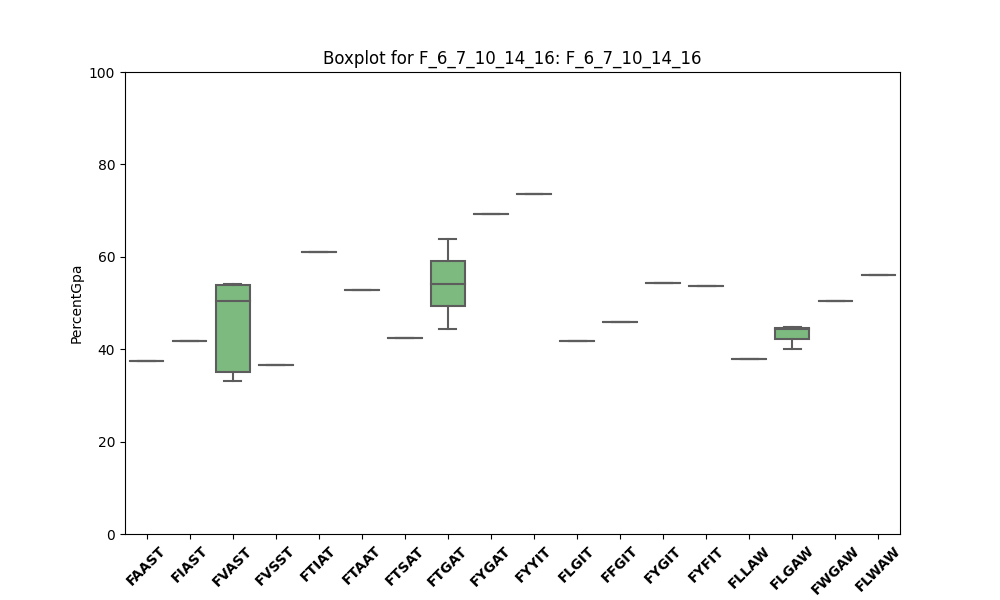 Boxplot for F_6_7_10_14_16: F_6_7_10_14_16
100
80
60
40
20
0
PercentGpa
FAAST
FIAST
FVAST
FVSST
FTIAT
FTAAT
FTSAT
FTGAT
FYGAT
FYYIT
FLGIT
FFGIT
FYGIT
FYFIT
FLLAW
FLGAW
FWGAW
FLWAW